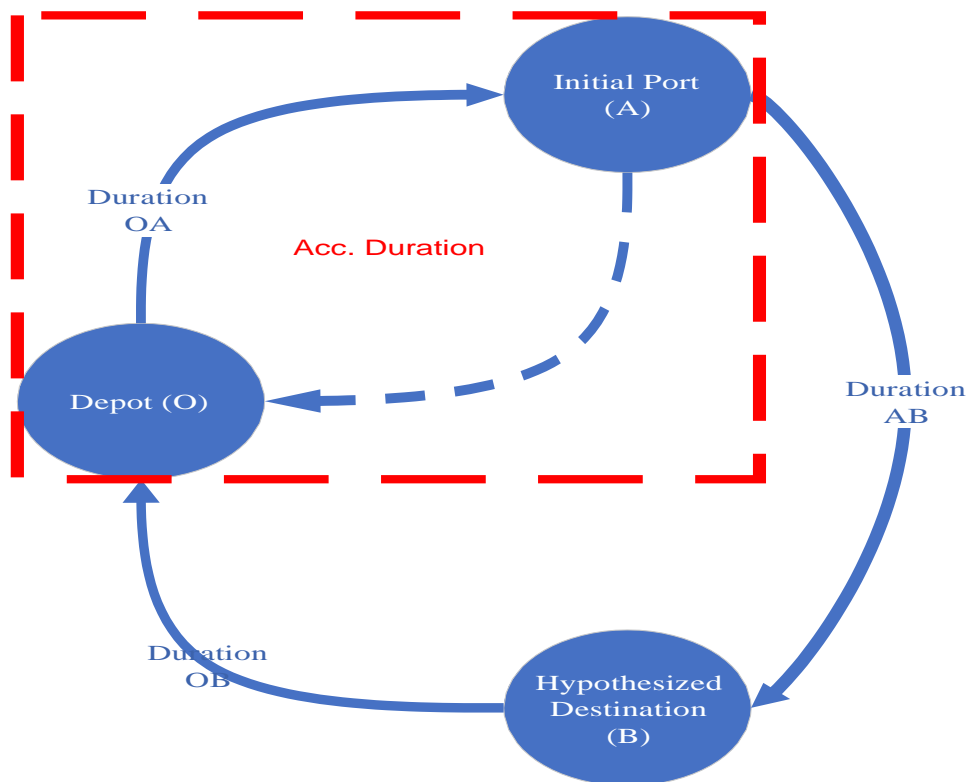 Initial Port
(A)
Duration
OA
Acc. Duration
Depot (O)
Duration
AB
Duration
OB
Hypothesized
Destination
(B)